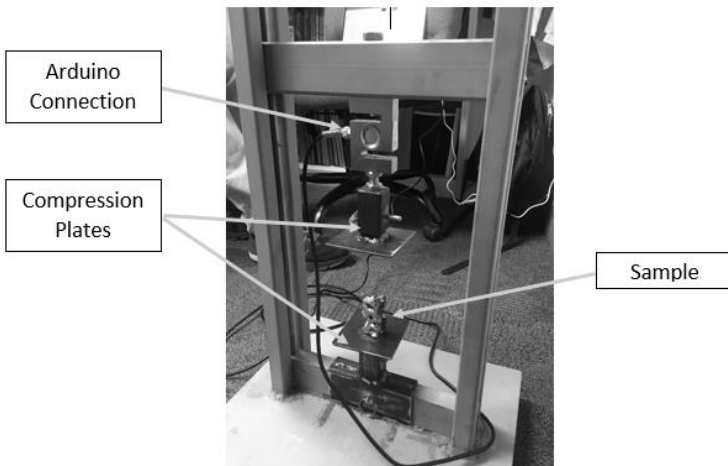 Arduino
Connection
Compression
Plates
Sample